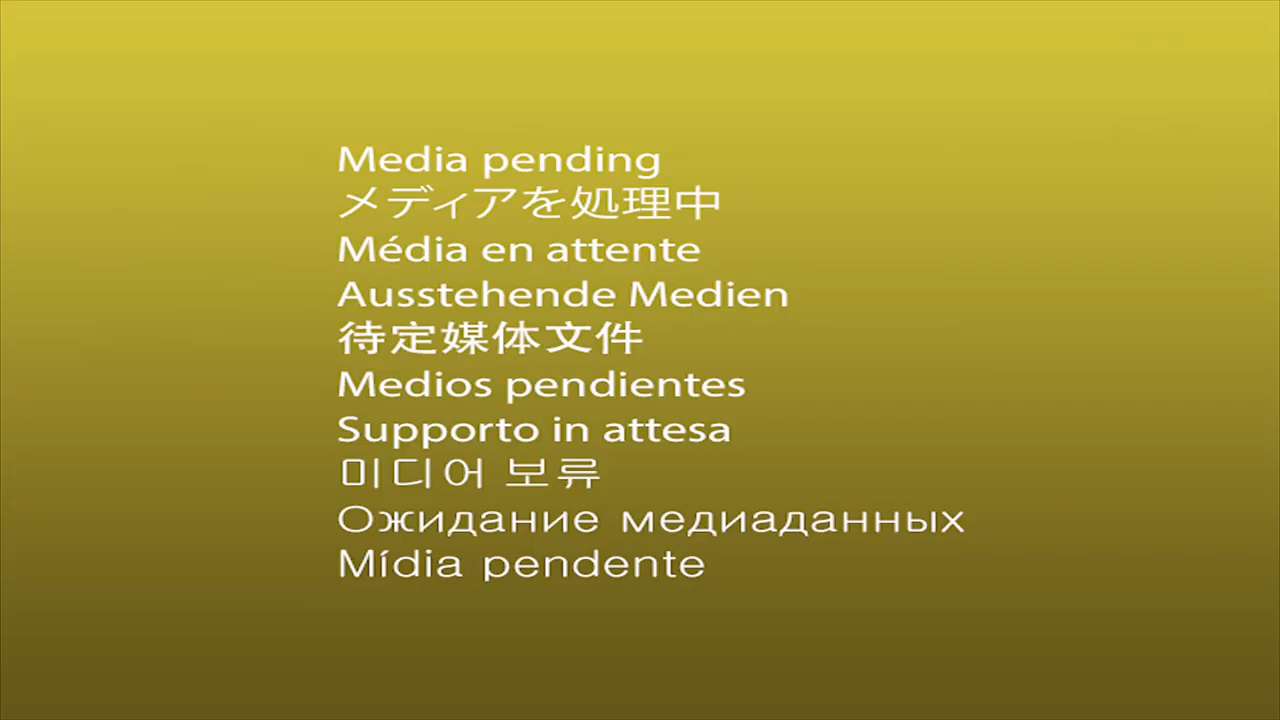 Media pending
メディアを処理中
Média en attente
Ausstehende Medien
待定媒体文件
Medios pendientes
Supporto in attesa
미디어 보류
Ожидание медиаданных
Mídia pendente